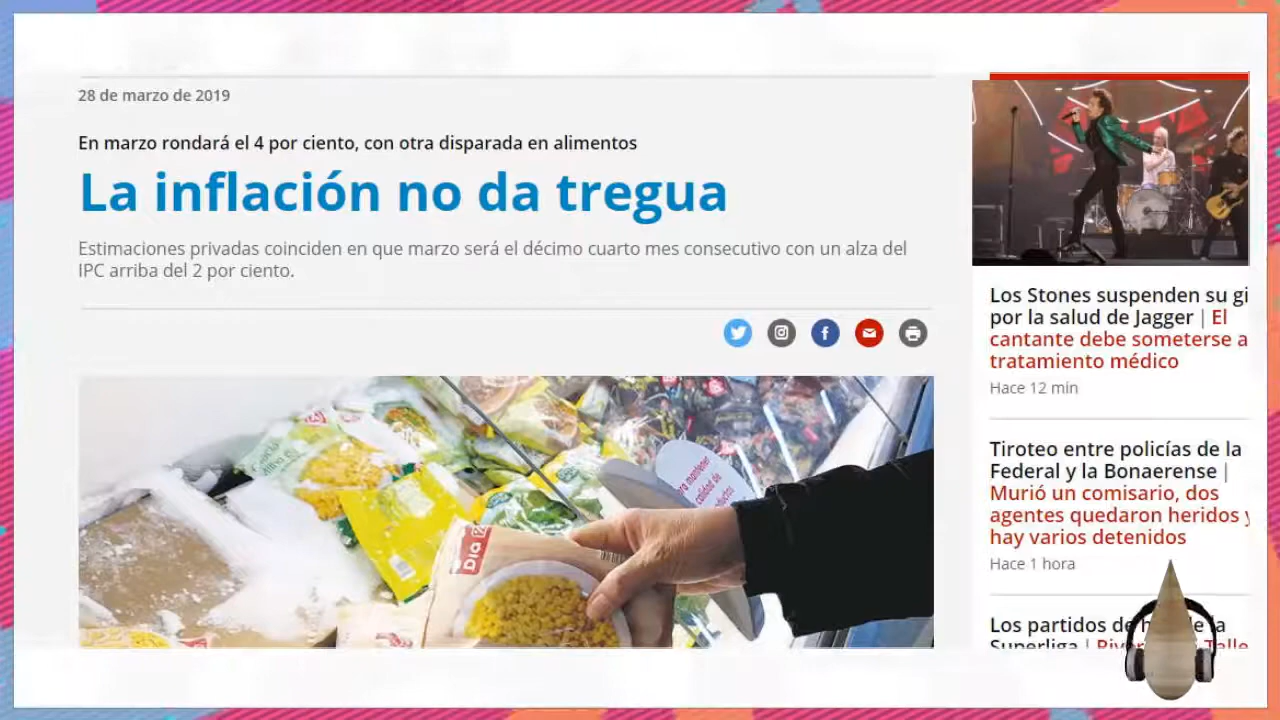 28 de marzo de 2019
En marzo rondará el 4 por ciento, con otra disparada en alimentos
La inflación no da tregua
Estimaciones privadas coinciden en que marzo será el décimo cuarto mes consecutivo con un alza del
IPC arriba del 2 por ciento.
Dia
Los Stones suspenden su gi
por la salud de Jagger | El
cantante debe someterse a
tratamiento médico
Hace 12 min
Tiroteo entre policías de la
Federal y la Bonaerense |
Murió un comisario, dos
agentes quedaron heridos y
hay varios detenidos
Hace 1 hora
Los partidos de la
Superliga |